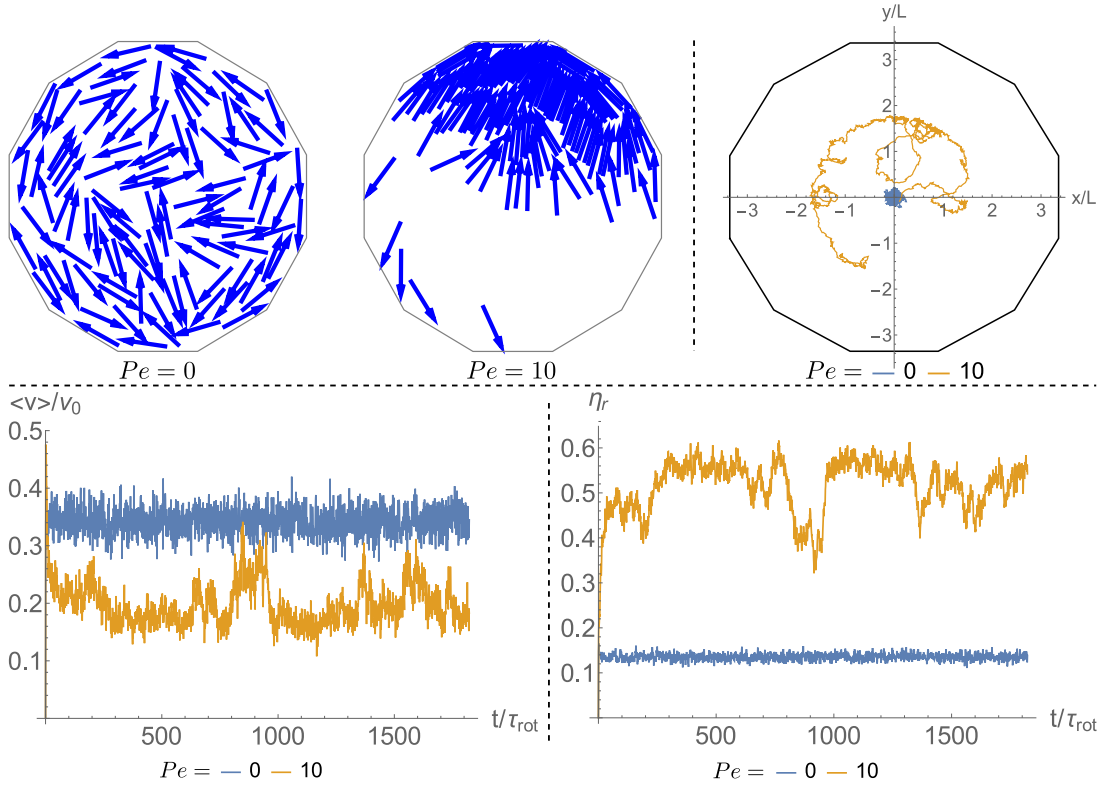 Pe = 0
Pe = 10
y/L
3
2
1
-3 -2 -1 1 2 3 x/L
-1
-2
-3
Pe = 0 10
<v>/v₀
0.5
0.4
0.3
0.2
0.1
500 1000 1500 t/τrot
Pe = 0 10
ηr
0.6
0.5
0.4
0.3
0.2
0.1
500 1000 1500 t/τrot
Pe = 0 10